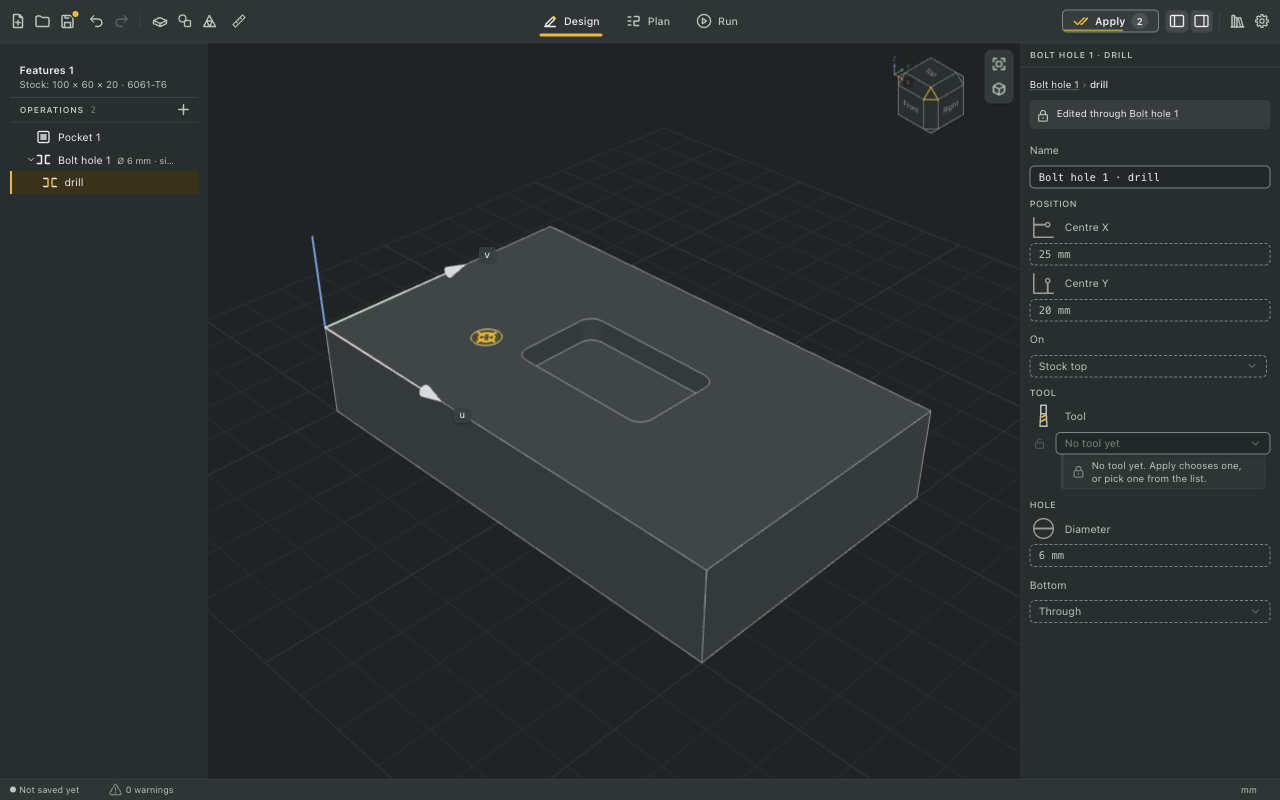 Design
Plan
Run
Apply 2
Features 1
Stock: 100 × 60 × 20 · 6061-T6
OPERATIONS 2
Pocket 1
Bolt hole 1 Ø 6 mm · si...
drill
v
u
Top
Front
Right
BOLT HOLE 1 · DRILL
Bolt hole 1 › drill
Edited through Bolt hole 1
Name
Bolt hole 1 · drill
POSITION
Centre X
25 mm
Centre Y
20 mm
On
Stock top
TOOL
Tool
No tool yet
No tool yet. Apply chooses one,
or pick one from the list.
HOLE
Diameter
6 mm
Bottom
Through
Not saved yet
0 warnings
mm